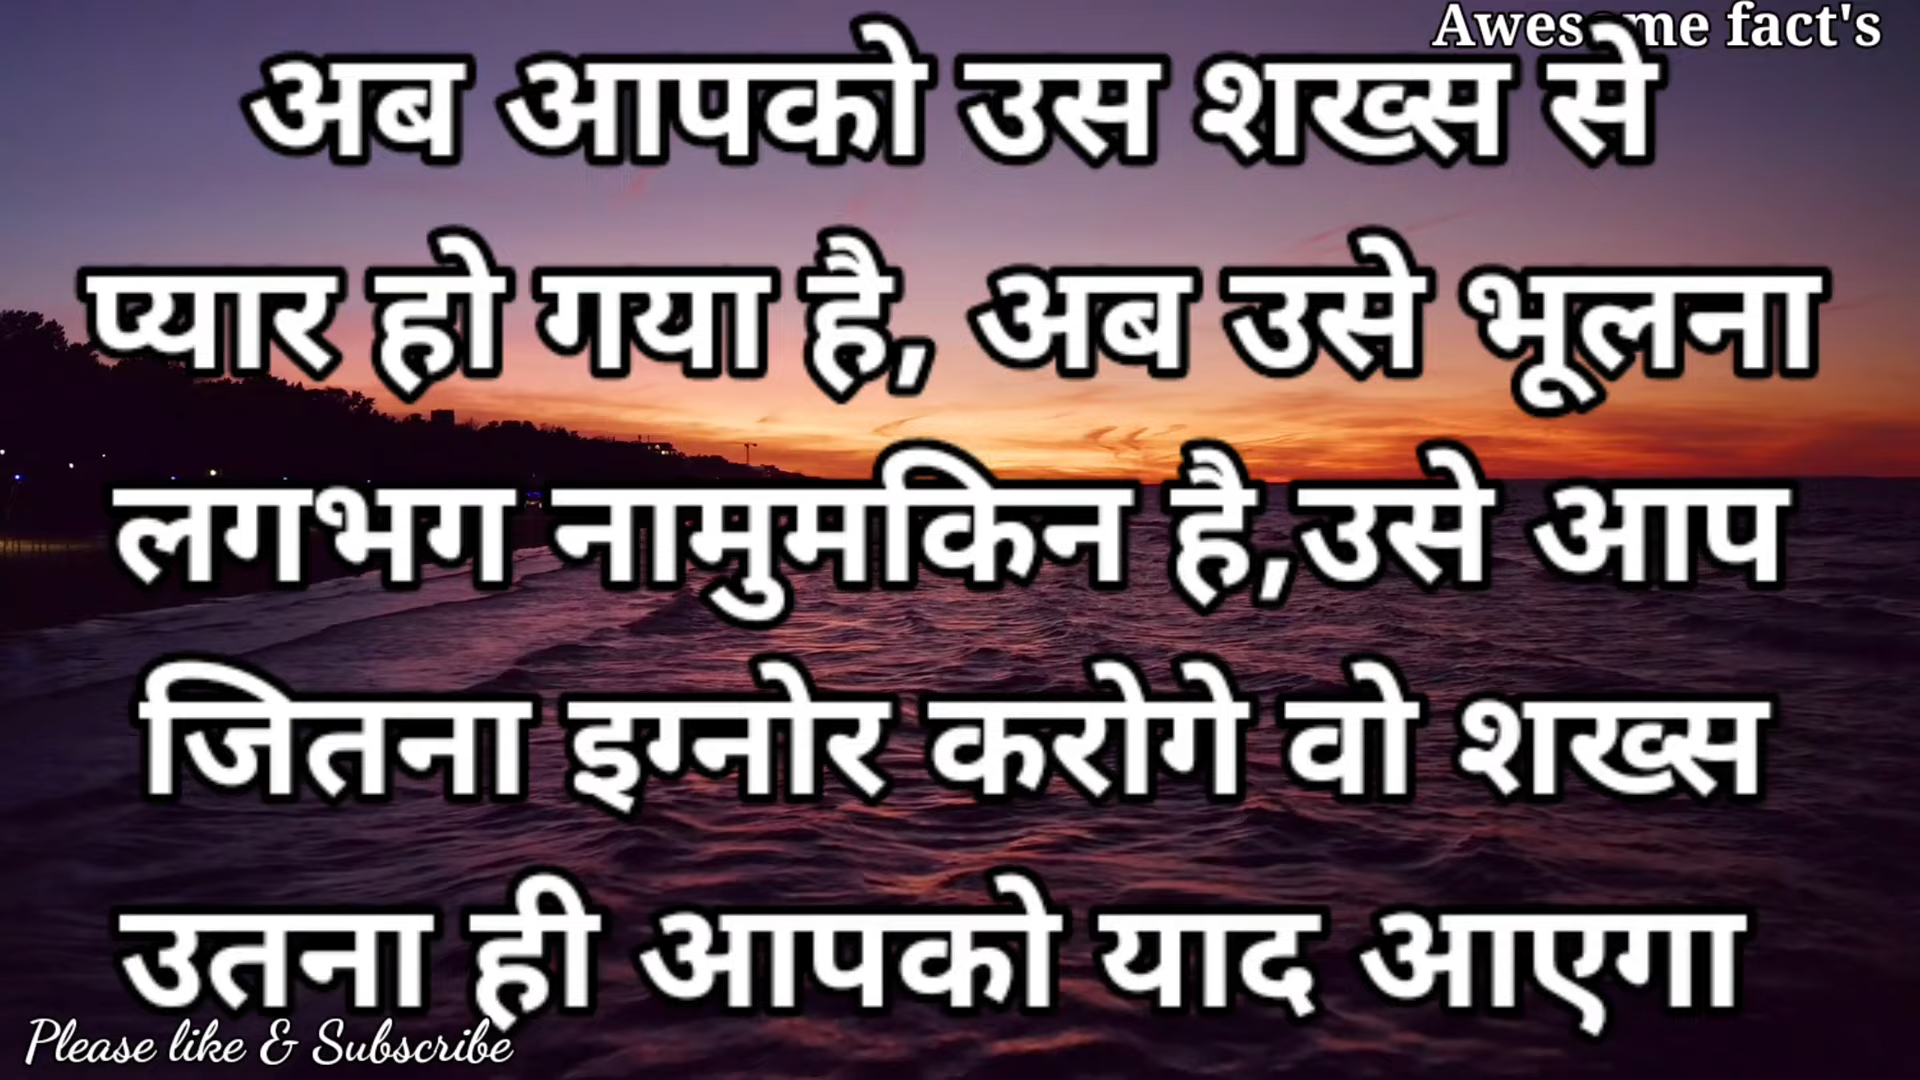 Awesome fact's
अब आपको उस शख्स से
प्यार हो गया है, अब उसे भूलना
लगभग नामुमकिन है,उसे आप
जितना इग्नोर करोगे वो शख्स
उतना ही आपको याद आएगा
Please like & Subscribe